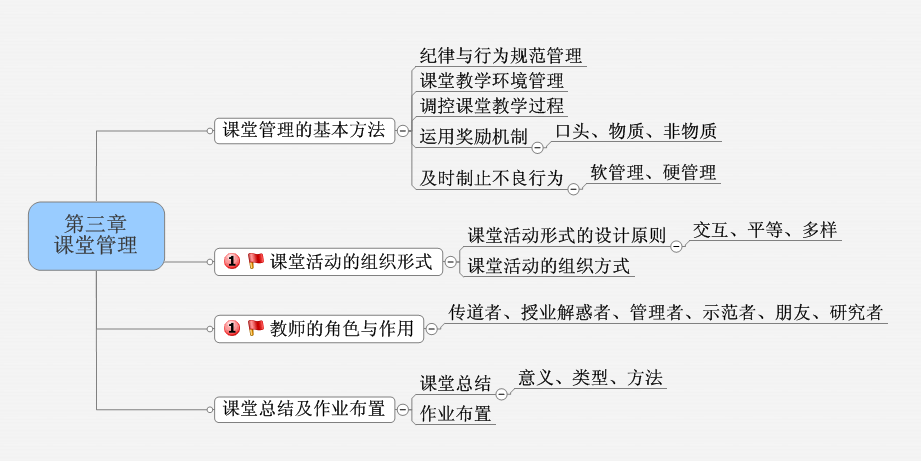 第三章
课堂管理
课堂管理的基本方法
纪律与行为规范管理
课堂教学环境管理
调控课堂教学过程
运用奖励机制
口头、物质、非物质
及时制止不良行为
软管理、硬管理
1 课堂活动的组织形式
课堂活动形式的设计原则
交互、平等、多样
课堂活动的组织方式
1 教师的角色与作用
传道者、授业解惑者、管理者、示范者、朋友、研究者
课堂总结及作业布置
课堂总结
意义、类型、方法
作业布置